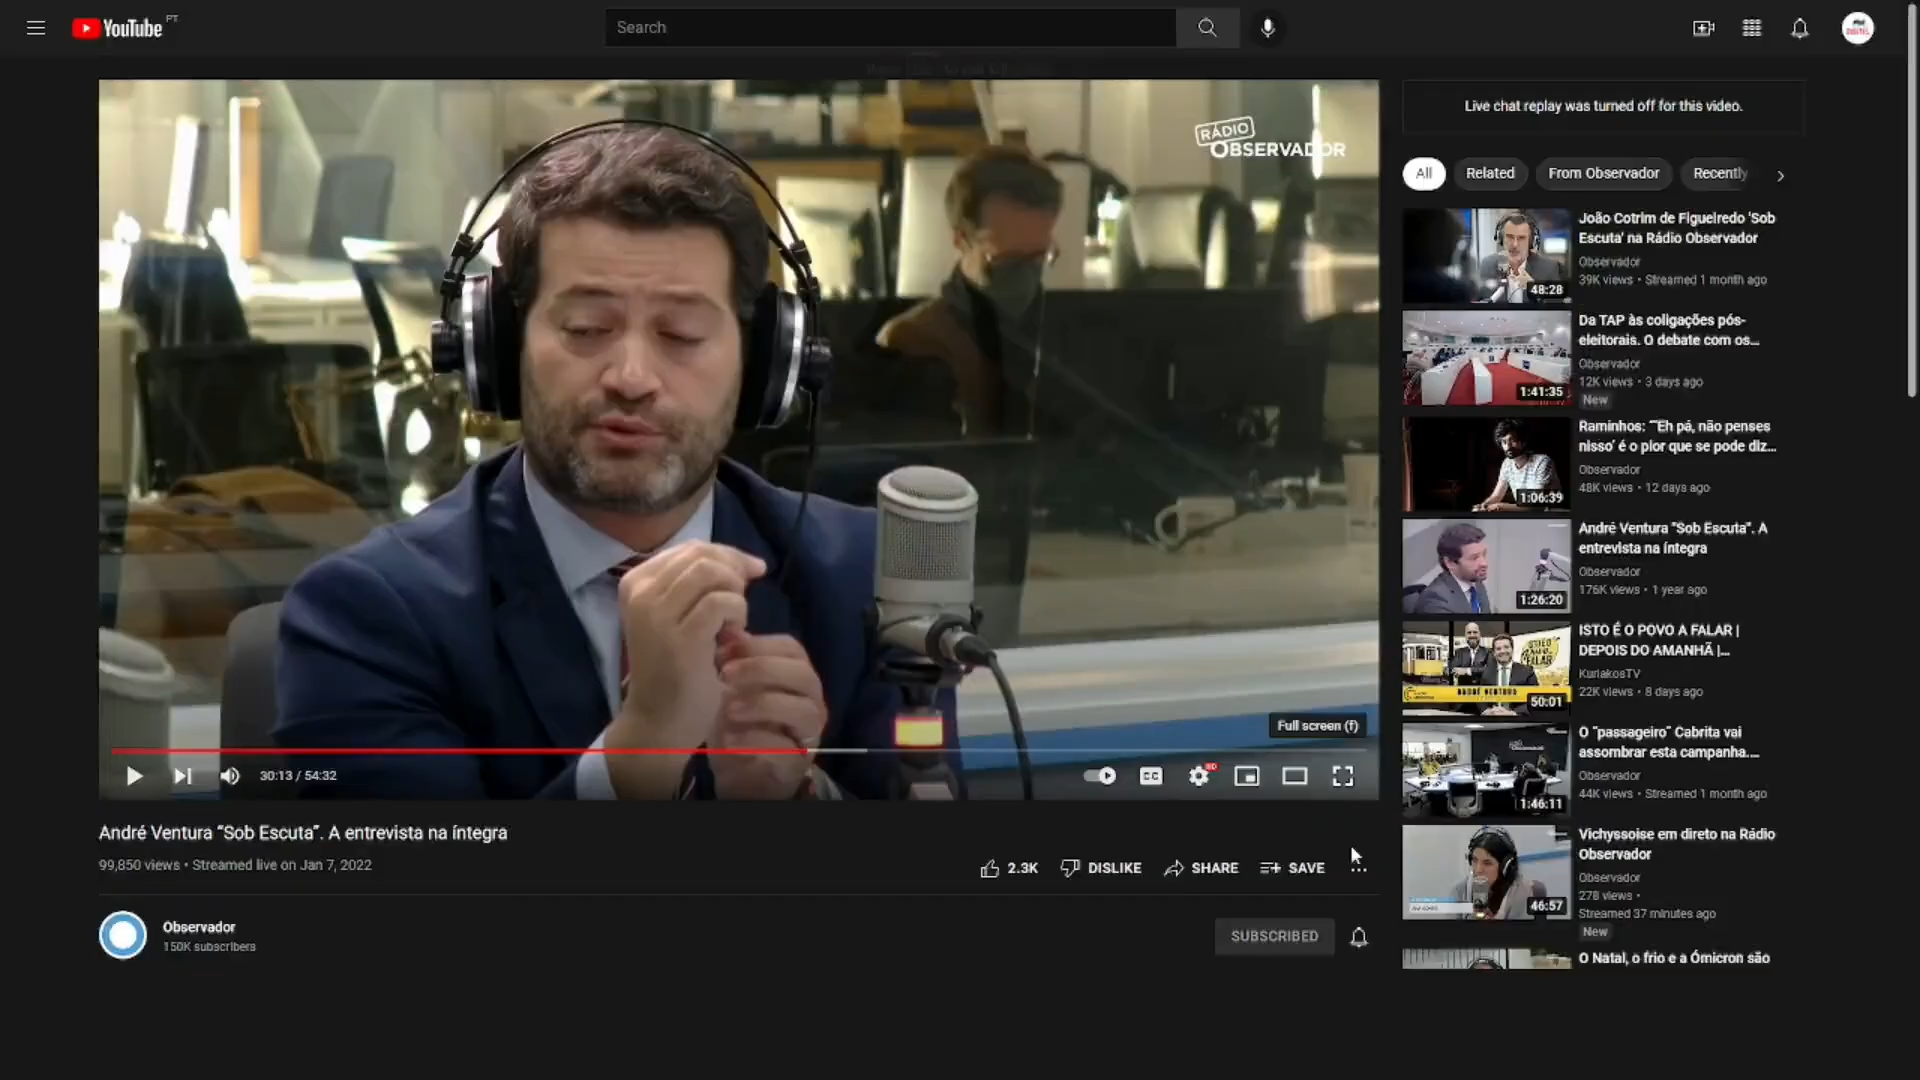 YouTube PT
Search
RÁDIO
OBSERVADOR
Full screen (f)
30:13 / 54:32
CC
HD
André Ventura “Sob Escuta”. A entrevista na íntegra
99,850 views • Streamed live on Jan 7, 2022
2.3K DISLIKE SHARE SAVE
Observador
150K subscribers
SUBSCRIBED
Live chat replay was turned off for this video.
All Related From Observador Recently
João Cotrim de Figueiredo 'Sob
Escuta' na Rádio Observador
Observador
39K views • Streamed 1 month ago
48:28
Da TAP às coligações pós-
eleitorais. O debate com os...
Observador
12K views • 3 days ago
New
1:41:35
Raminhos: “'Eh pá, não penses
nisso' é o pior que se pode diz...
Observador
48K views • 12 days ago
1:06:39
André Ventura "Sob Escuta". A
entrevista na íntegra
Observador
176K views • 1 year ago
1:26:20
ISTO É O POVO A FALAR |
DEPOIS DO AMANHÃ |...
KuriakosTV
22K views • 8 days ago
ISTO É O
FALAR
ANDRÉ VENTURA
50:01
O “passageiro” Cabrita vai
assombrar esta campanha....
Observador
44K views • Streamed 1 month ago
1:46:11
Vichyssoise em direto na Rádio
Observador
Observador
278 views •
Streamed 37 minutes ago
New
46:57
O Natal, o frio e a Ómicron são